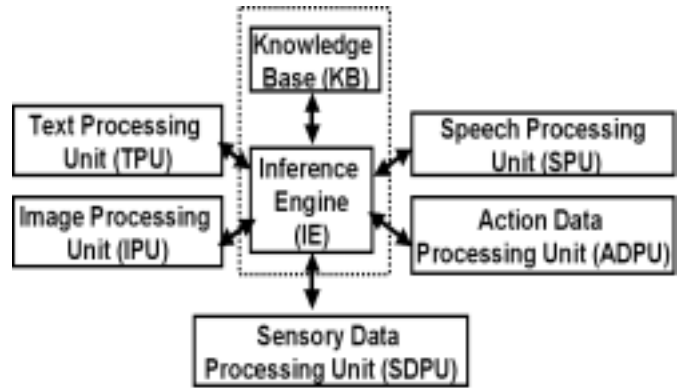 Knowledge
Base (KB)
Text Processing
Unit (TPU)
Speech Processing
Unit (SPU)
Inference
Engine
(IE)
Image Processing
Unit (IPU)
Action Data
Processing Unit (ADPU)
Sensory Data
Processing Unit (SDPU)